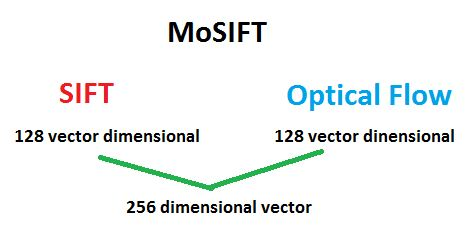 MoSIFT
SIFT
Optical Flow
128 vector dimensional
128 vector dinensional
256 dimensional vector